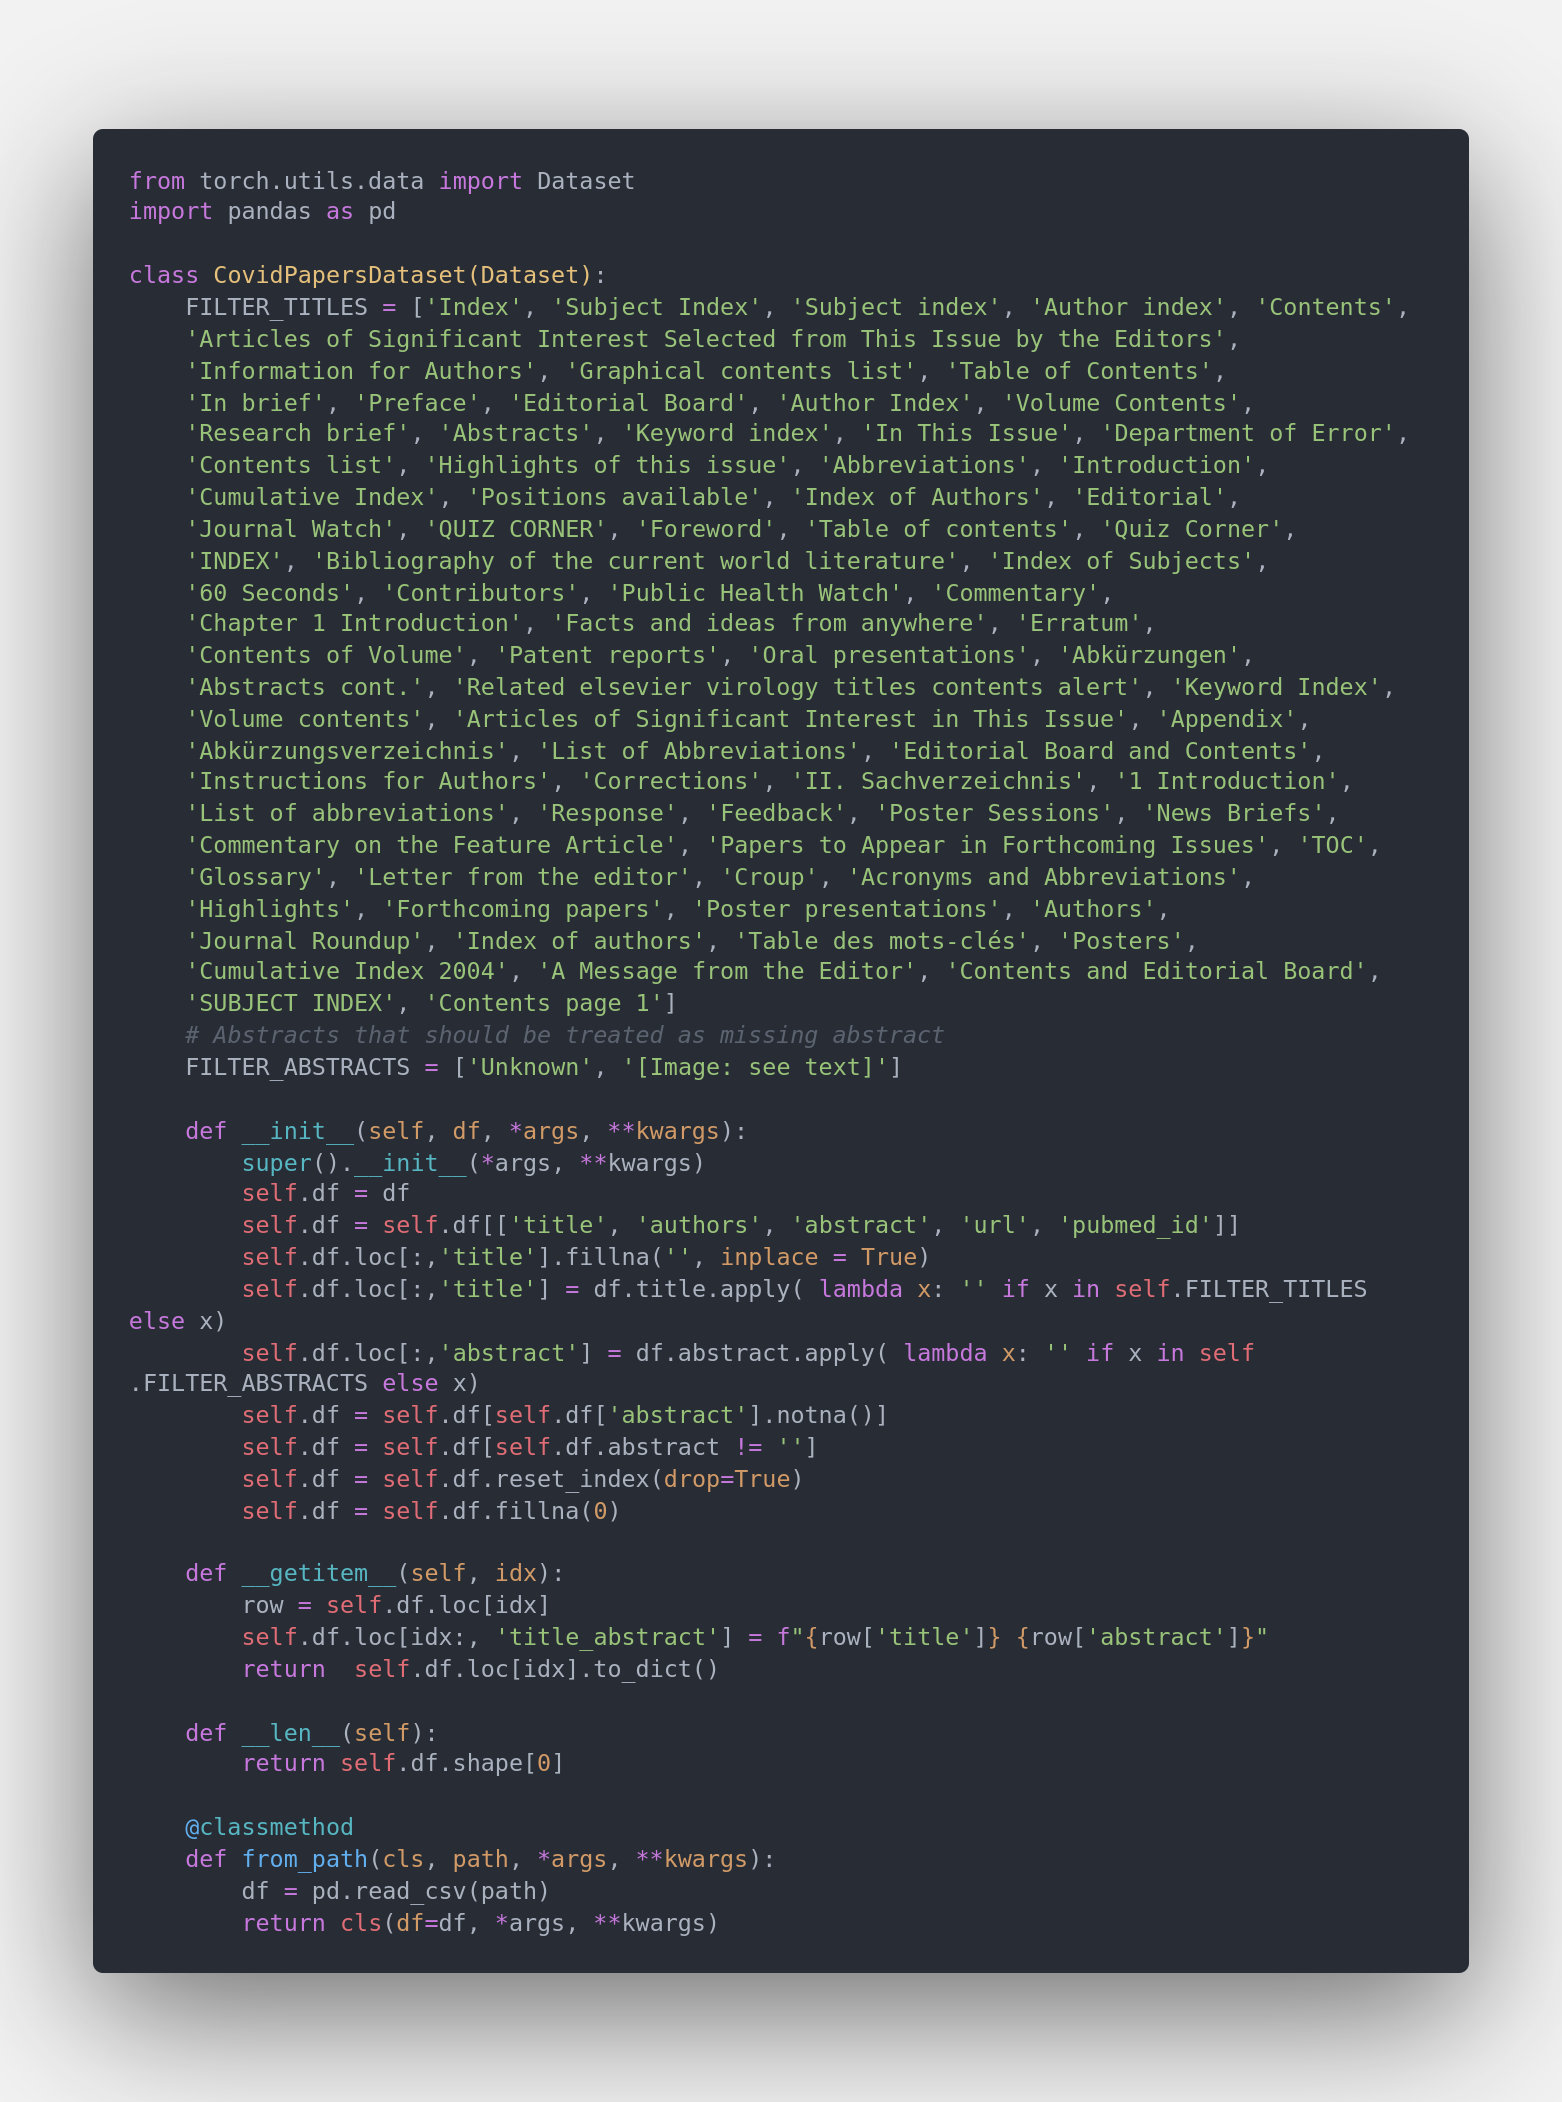 from torch.utils.data import Dataset
import pandas as pd

class CovidPapersDataset(Dataset):
    FILTER_TITLES = ['Index', 'Subject Index', 'Subject index', 'Author index', 'Contents',
    'Articles of Significant Interest Selected from This Issue by the Editors',
    'Information for Authors', 'Graphical contents list', 'Table of Contents',
    'In brief', 'Preface', 'Editorial Board', 'Author Index', 'Volume Contents',
    'Research brief', 'Abstracts', 'Keyword index', 'In This Issue', 'Department of Error',
    'Contents list', 'Highlights of this issue', 'Abbreviations', 'Introduction',
    'Cumulative Index', 'Positions available', 'Index of Authors', 'Editorial',
    'Journal Watch', 'QUIZ CORNER', 'Foreword', 'Table of contents', 'Quiz Corner',
    'INDEX', 'Bibliography of the current world literature', 'Index of Subjects',
    '60 Seconds', 'Contributors', 'Public Health Watch', 'Commentary',
    'Chapter 1 Introduction', 'Facts and ideas from anywhere', 'Erratum',
    'Contents of Volume', 'Patent reports', 'Oral presentations', 'Abkürzungen',
    'Abstracts cont.', 'Related elsevier virology titles contents alert', 'Keyword Index',
    'Volume contents', 'Articles of Significant Interest in This Issue', 'Appendix',
    'Abkürzungsverzeichnis', 'List of Abbreviations', 'Editorial Board and Contents',
    'Instructions for Authors', 'Corrections', 'II. Sachverzeichnis', '1 Introduction',
    'List of abbreviations', 'Response', 'Feedback', 'Poster Sessions', 'News Briefs',
    'Commentary on the Feature Article', 'Papers to Appear in Forthcoming Issues', 'TOC',
    'Glossary', 'Letter from the editor', 'Croup', 'Acronyms and Abbreviations',
    'Highlights', 'Forthcoming papers', 'Poster presentations', 'Authors',
    'Journal Roundup', 'Index of authors', 'Table des mots-clés', 'Posters',
    'Cumulative Index 2004', 'A Message from the Editor', 'Contents and Editorial Board',
    'SUBJECT INDEX', 'Contents page 1']
    # Abstracts that should be treated as missing abstract
    FILTER_ABSTRACTS = ['Unknown', '[Image: see text]']

    def __init__(self, df, *args, **kwargs):
        super().__init__(*args, **kwargs)
        self.df = df
        self.df = self.df[['title', 'authors', 'abstract', 'url', 'pubmed_id']]
        self.df.loc[:,'title'].fillna('', inplace = True)
        self.df.loc[:,'title'] = df.title.apply( lambda x: '' if x in self.FILTER_TITLES
else x)
        self.df.loc[:,'abstract'] = df.abstract.apply( lambda x: '' if x in self
.FILTER_ABSTRACTS else x)
        self.df = self.df[self.df['abstract'].notna()]
        self.df = self.df[self.df.abstract != '']
        self.df = self.df.reset_index(drop=True)
        self.df = self.df.fillna(0)

    def __getitem__(self, idx):
        row = self.df.loc[idx]
        self.df.loc[idx:, 'title_abstract'] = f"{row['title']} {row['abstract']}"
        return  self.df.loc[idx].to_dict()

    def __len__(self):
        return self.df.shape[0]

    @classmethod
    def from_path(cls, path, *args, **kwargs):
        df = pd.read_csv(path)
        return cls(df=df, *args, **kwargs)